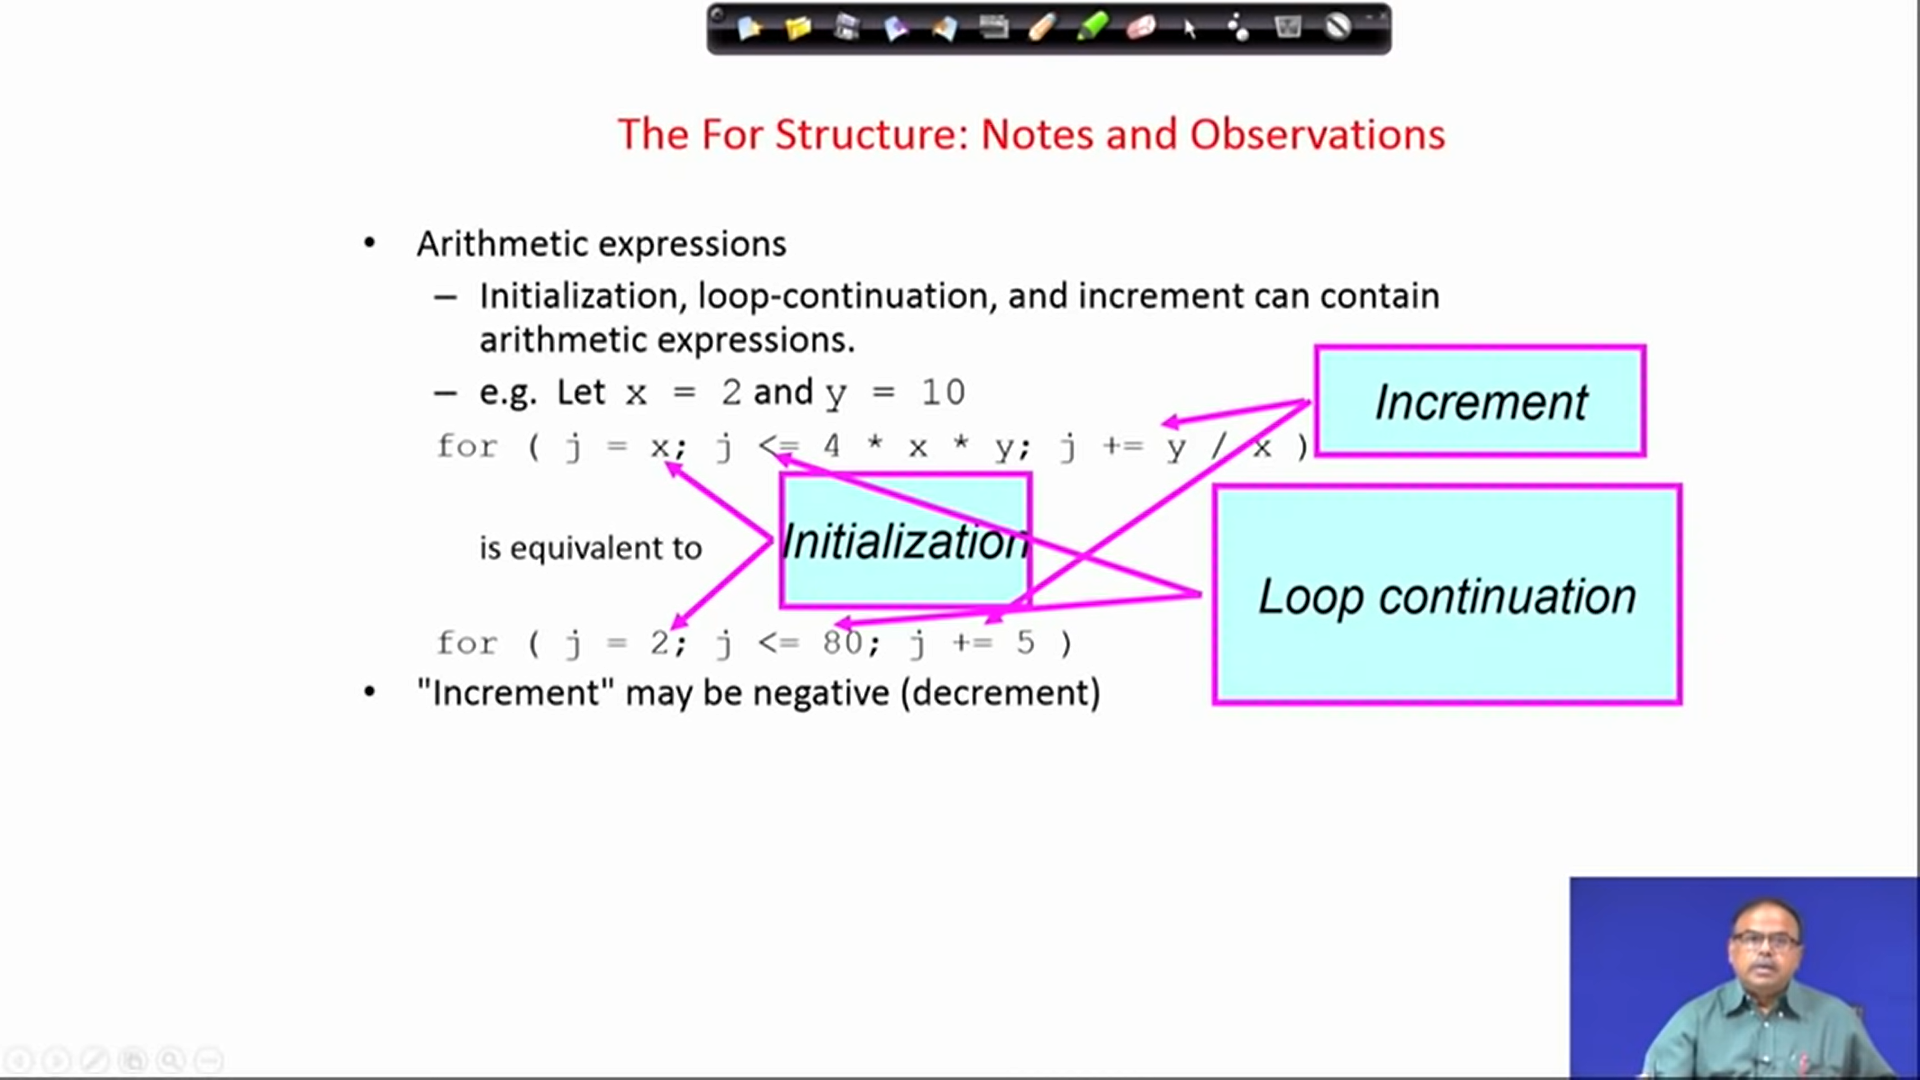 The For Structure: Notes and Observations
• Arithmetic expressions
– Initialization, loop-continuation, and increment can contain
arithmetic expressions.
– e.g. Let x = 2 and y = 10
for ( j = x; j <= 4 * x * y; j += y / x )
Increment
is equivalent to
Initialization
Loop continuation
for ( j = 2; j <= 80; j += 5 )
• "Increment" may be negative (decrement)